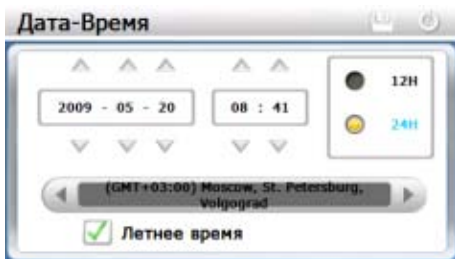 Дата-Время
2009 - 05 - 20
08 : 41
12H
24H
(GMT+03:00) Moscow, St. Petersburg,
Volgograd
Летнее время